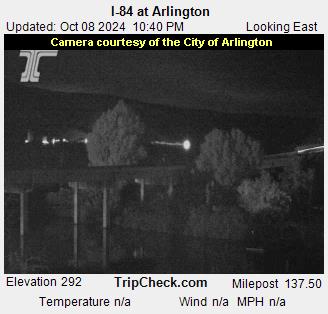 I-84 at Arlington
Updated: Oct 08 2024 10:40 PM Looking East
Camera courtesy of the City of Arlington
Elevation 292 TripCheck.com Milepost 137.50
Temperature n/a Wind n/a MPH n/a